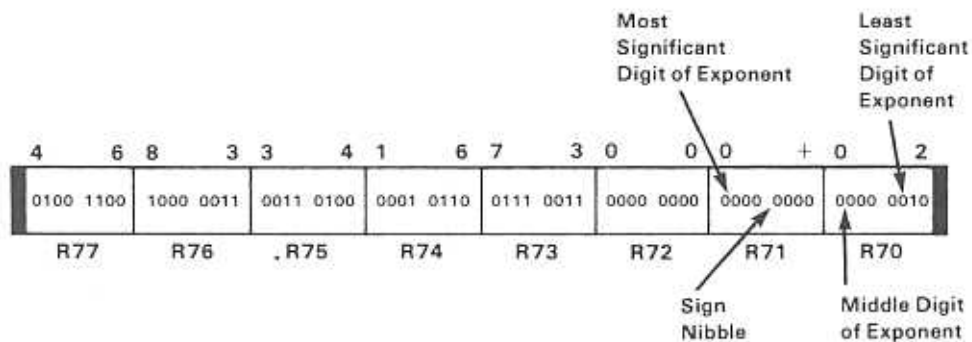 Most
Significant
Digit of Exponent
Least
Significant
Digit of
Exponent
4 6 8 3 3 4 1 6 7 3 0 0 0 + 0 2
0100 1100 1000 0011 0011 0100 0001 0110 0111 0011 0000 0000 0000 0000 0000 0010
R77 R76 .R75 R74 R73 R72 R71 R70
Sign
Nibble
Middle Digit
of Exponent